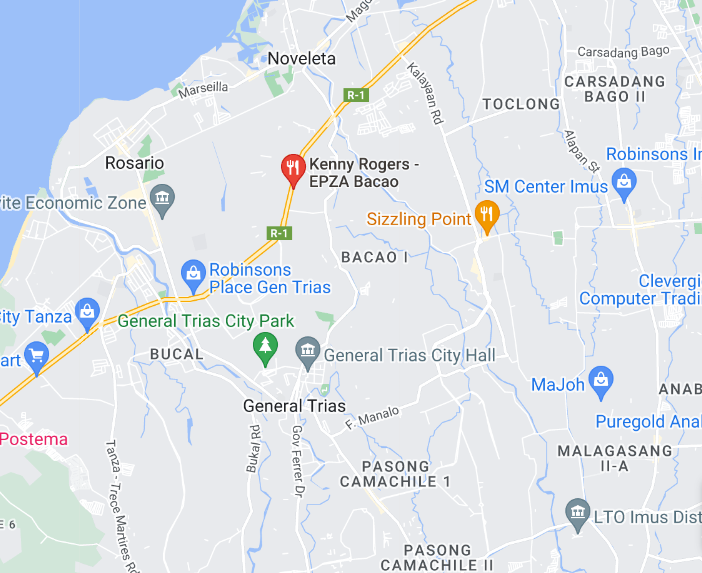 Mago
Noveleta
Carsadang Bago
Kalayaan Rd
CARSADANG
BAGO II
Marseilla
R-1
TOCLONG
Alapan St
Rosario
Kenny Rogers -
EPZA Bacao
Robinsons Im
SM Center Imus
ite Economic Zone
Sizzling Point
R-1
BACAO I
Robinsons
Place Gen Trias
Clevergi
Computer Tradi
City Tanza
General Trias City Park
BUCAL
General Trias City Hall
art
MaJoh
ANAB
General Trias
F. Manalo
Puregold Anal
Postema
Tanza - Trece Martires Rd
Bukal Rd
Gov Ferrer Dr
MALAGASANG
II-A
PASONG
CAMACHILE 1
LTO Imus Dist
E 6
PASONG
CAMACHILE II